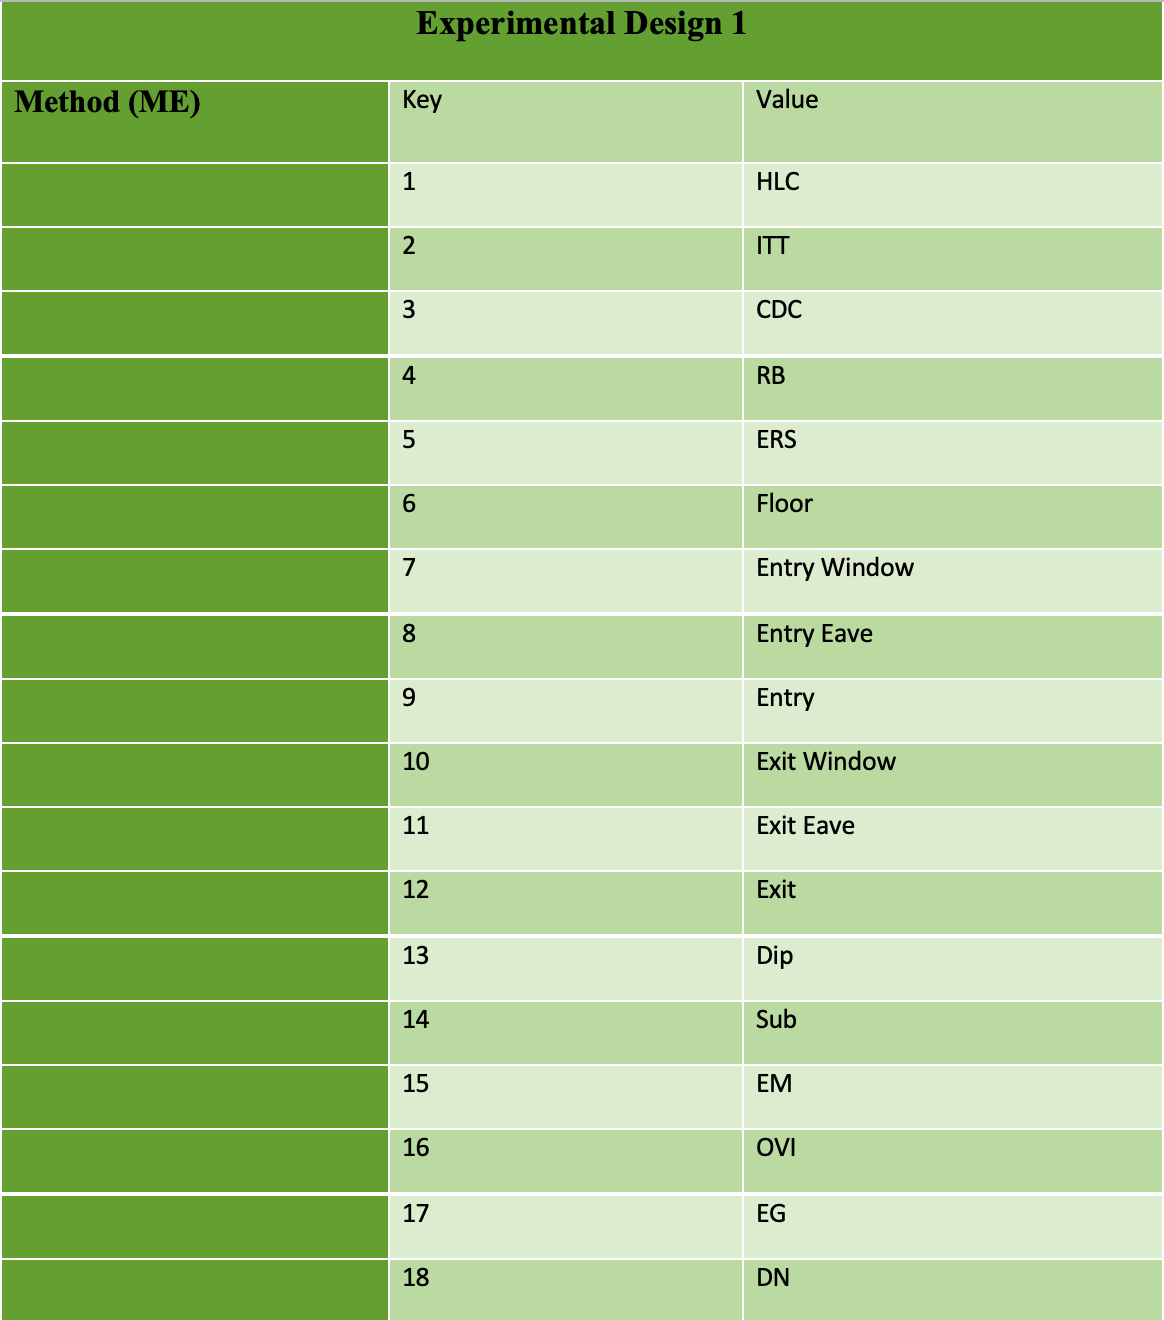 Experimental Design 1
Method (ME) Key Value
1 HLC
2 ITT
3 CDC
4 RB
5 ERS
6 Floor
7 Entry Window
8 Entry Eave
9 Entry
10 Exit Window
11 Exit Eave
12 Exit
13 Dip
14 Sub
15 EM
16 OVI
17 EG
18 DN